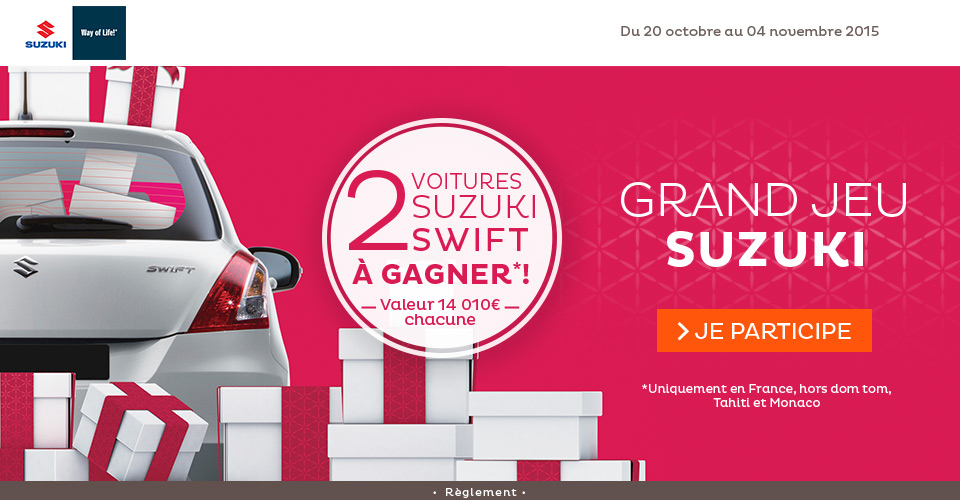 SUZUKI
Way of Life!
Du 20 octobre au 04 novembre 2015
2 VOITURES
SUZUKI
SWIFT
À GAGNER*!
— Valeur 14 010€ —
chacune
GRAND JEU
SUZUKI
> JE PARTICIPE
*Uniquement en France, hors dom tom,
Tahiti et Monaco
SWIFT
• Règlement •